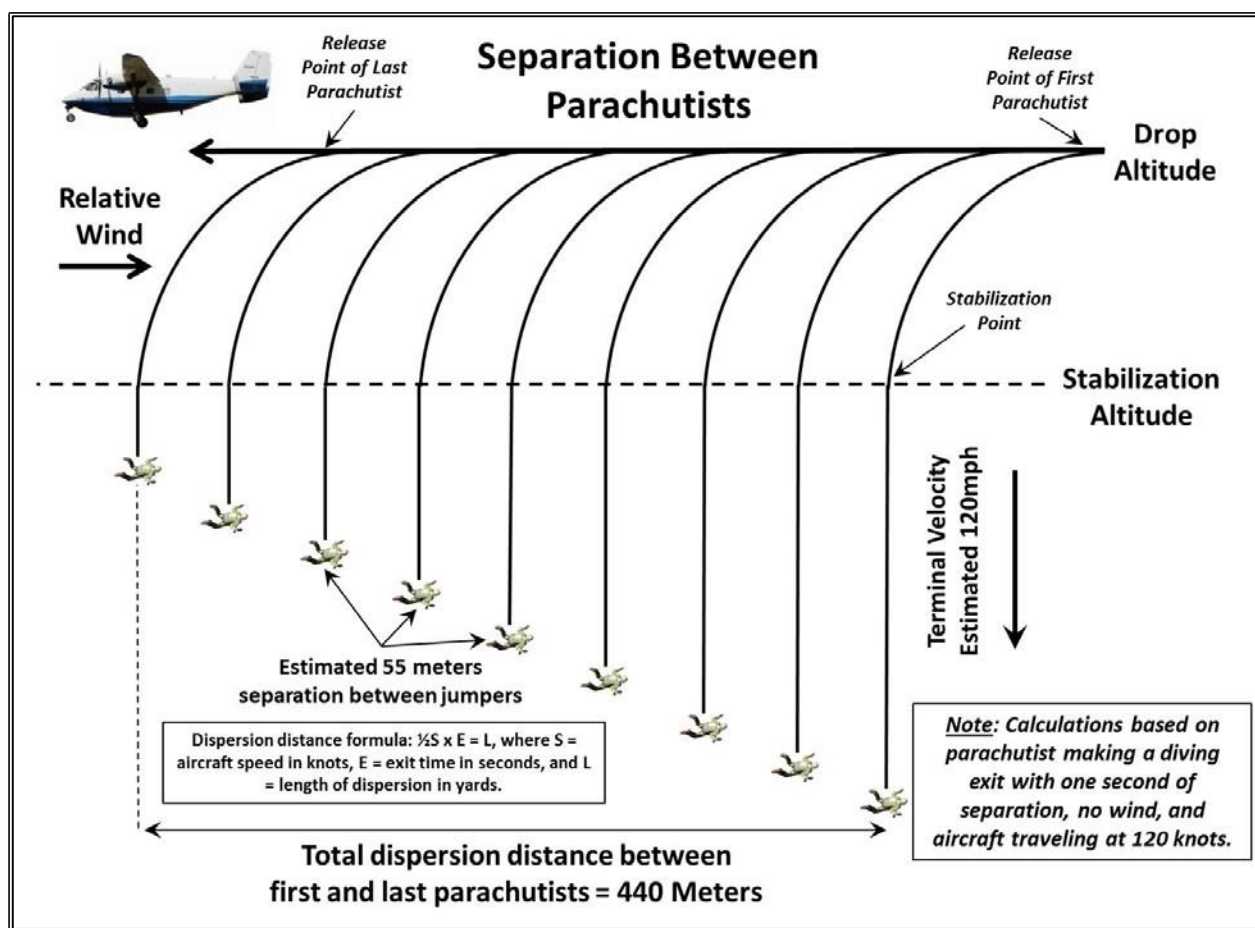 Separation Between
Parachutists
Release
Point of Last
Parachutist
Release
Point of First
Parachutist
Drop
Altitude
Relative
Wind
Stabilization
Point
Stabilization
Altitude
Terminal Velocity
Estimated 120mph
Estimated 55 meters
separation between jumpers
Dispersion distance formula: ½S x E = L, where S =
aircraft speed in knots, E = exit time in seconds, and L
= length of dispersion in yards.
Note: Calculations based on
parachutist making a diving
exit with one second of
separation, no wind, and
aircraft traveling at 120 knots.
Total dispersion distance between
first and last parachutists = 440 Meters